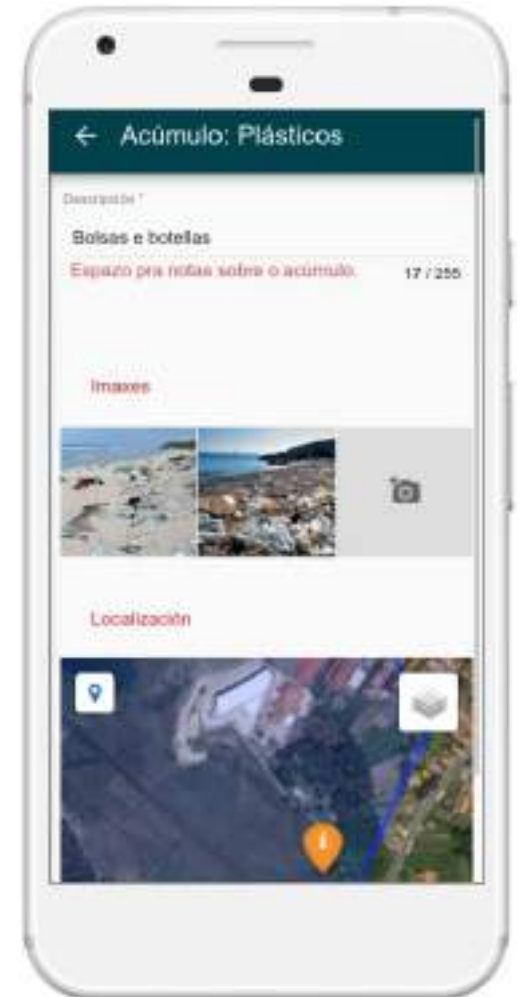 Acúmulo: Plásticos
Descripción *
Bolsas e botellas
Espazo pra notas sobre o acúmulo. 17 / 255
Imaxes
Localización